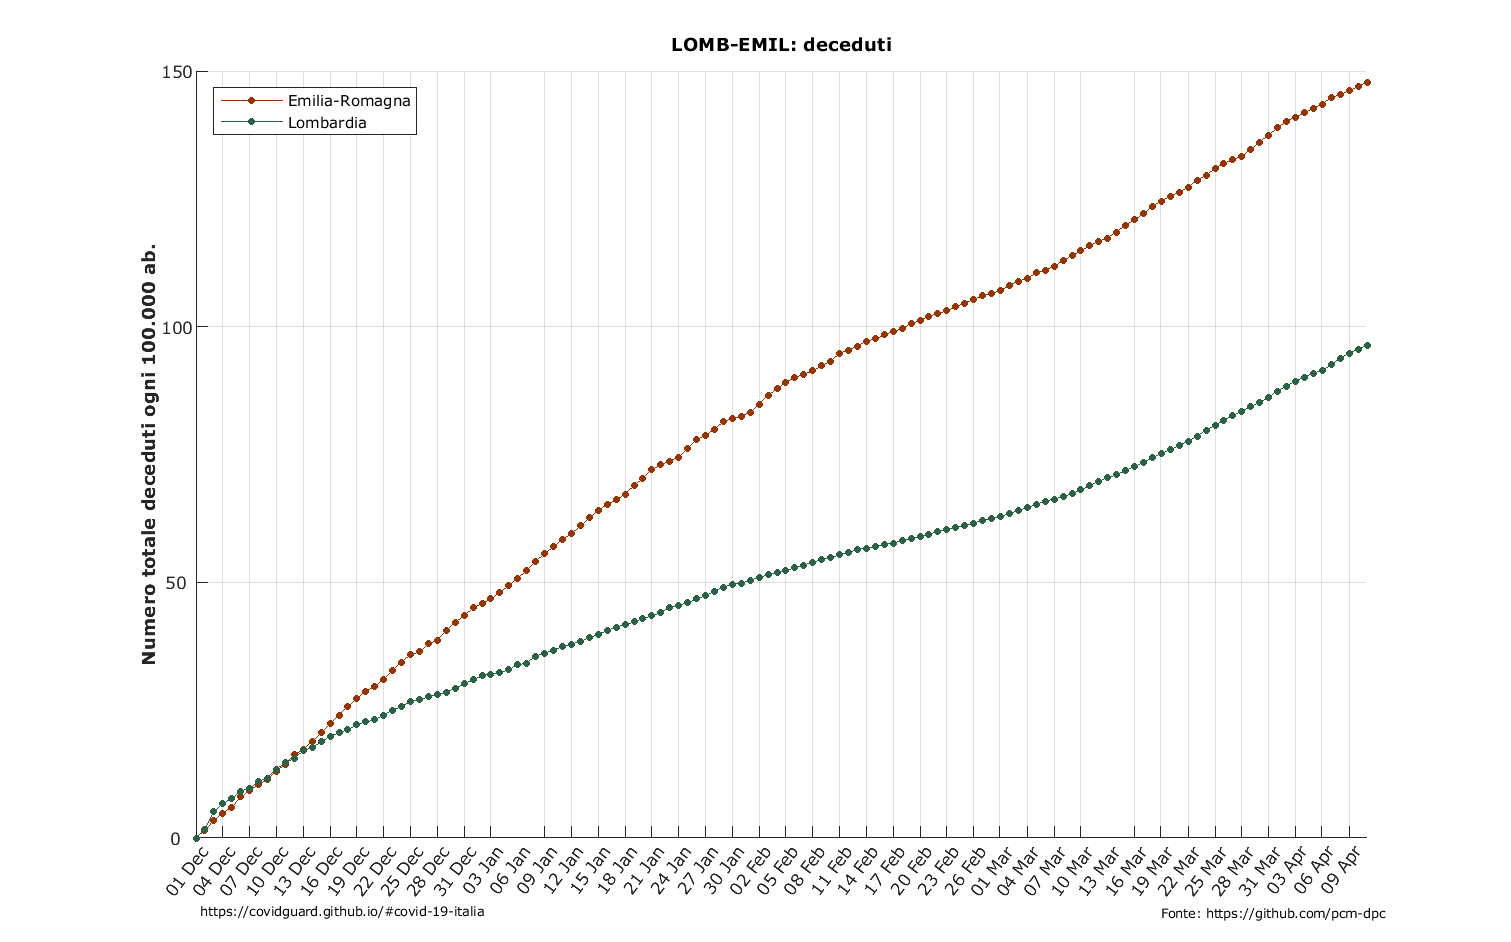 LOMB-EMIL: deceduti
Emilia-Romagna
Lombardia
Numero totale deceduti ogni 100.000 ab.
150
100
50
0
01 Dec
04 Dec
07 Dec
10 Dec
13 Dec
16 Dec
19 Dec
22 Dec
25 Dec
28 Dec
31 Dec
03 Jan
06 Jan
09 Jan
12 Jan
15 Jan
18 Jan
21 Jan
24 Jan
27 Jan
30 Jan
02 Feb
05 Feb
08 Feb
11 Feb
14 Feb
17 Feb
20 Feb
23 Feb
26 Feb
01 Mar
04 Mar
07 Mar
10 Mar
13 Mar
16 Mar
19 Mar
22 Mar
25 Mar
28 Mar
31 Mar
03 Apr
06 Apr
09 Apr
https://covidguard.github.io/#covid-19-italia
Fonte: https://github.com/pcm-dpc